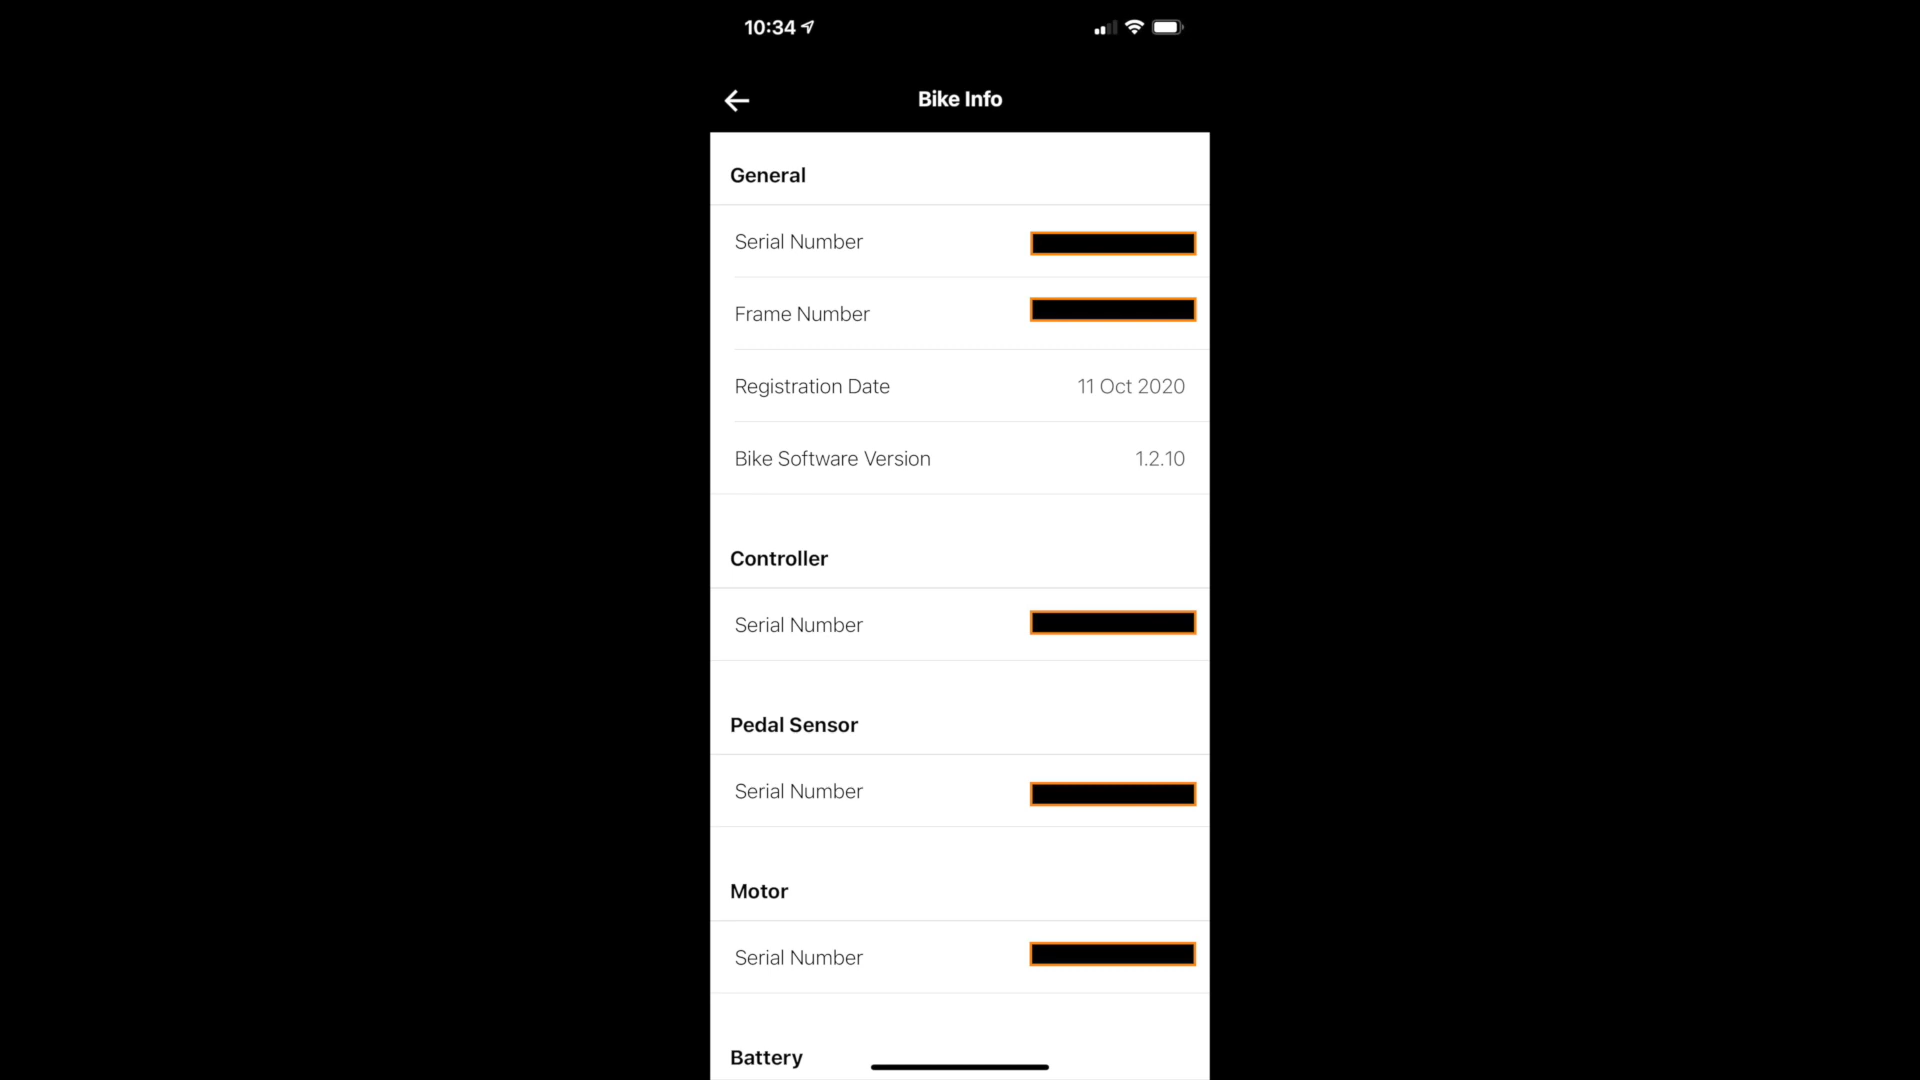 10:34
Bike Info
General
Serial Number
Frame Number
Registration Date 11 Oct 2020
Bike Software Version 1.2.10
Controller
Serial Number
Pedal Sensor
Serial Number
Motor
Serial Number
Battery